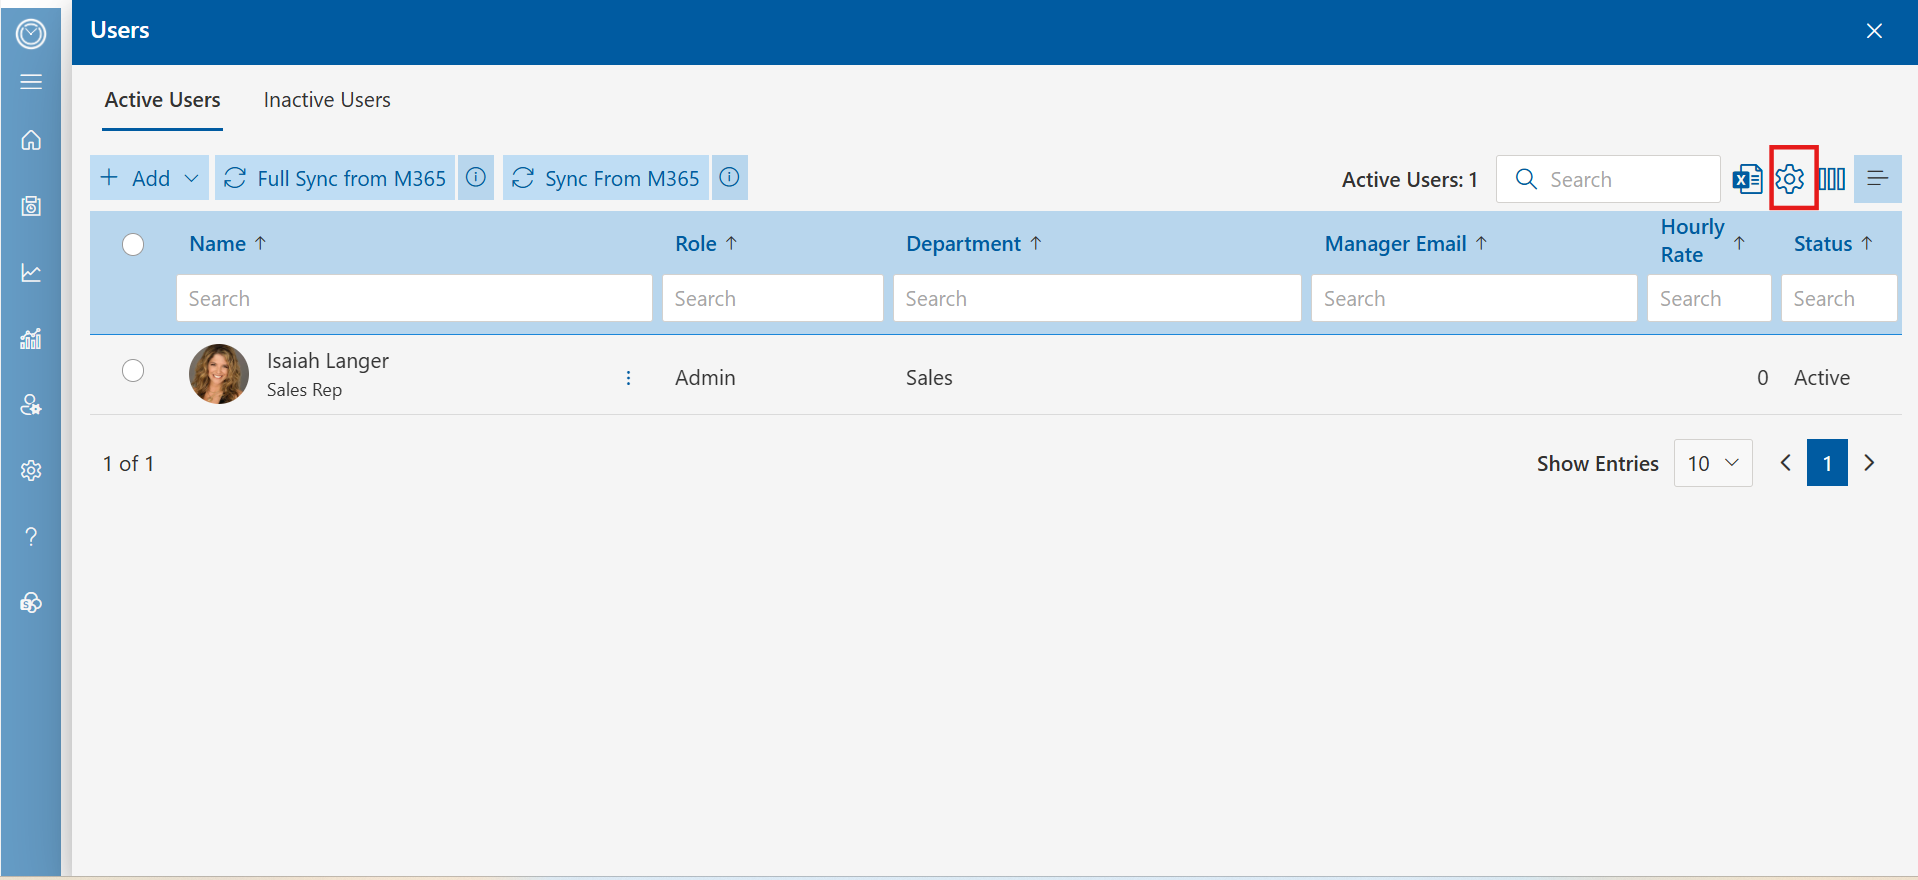 Users
Active Users Inactive Users
Add Full Sync from M365 Sync From M365 Active Users: 1 Search
Name Role Department Manager Email Hourly Rate Status
Search Search Search Search Search Search
Isaiah Langer
Sales Rep
Admin Sales 0 Active
1 of 1 Show Entries 10 1